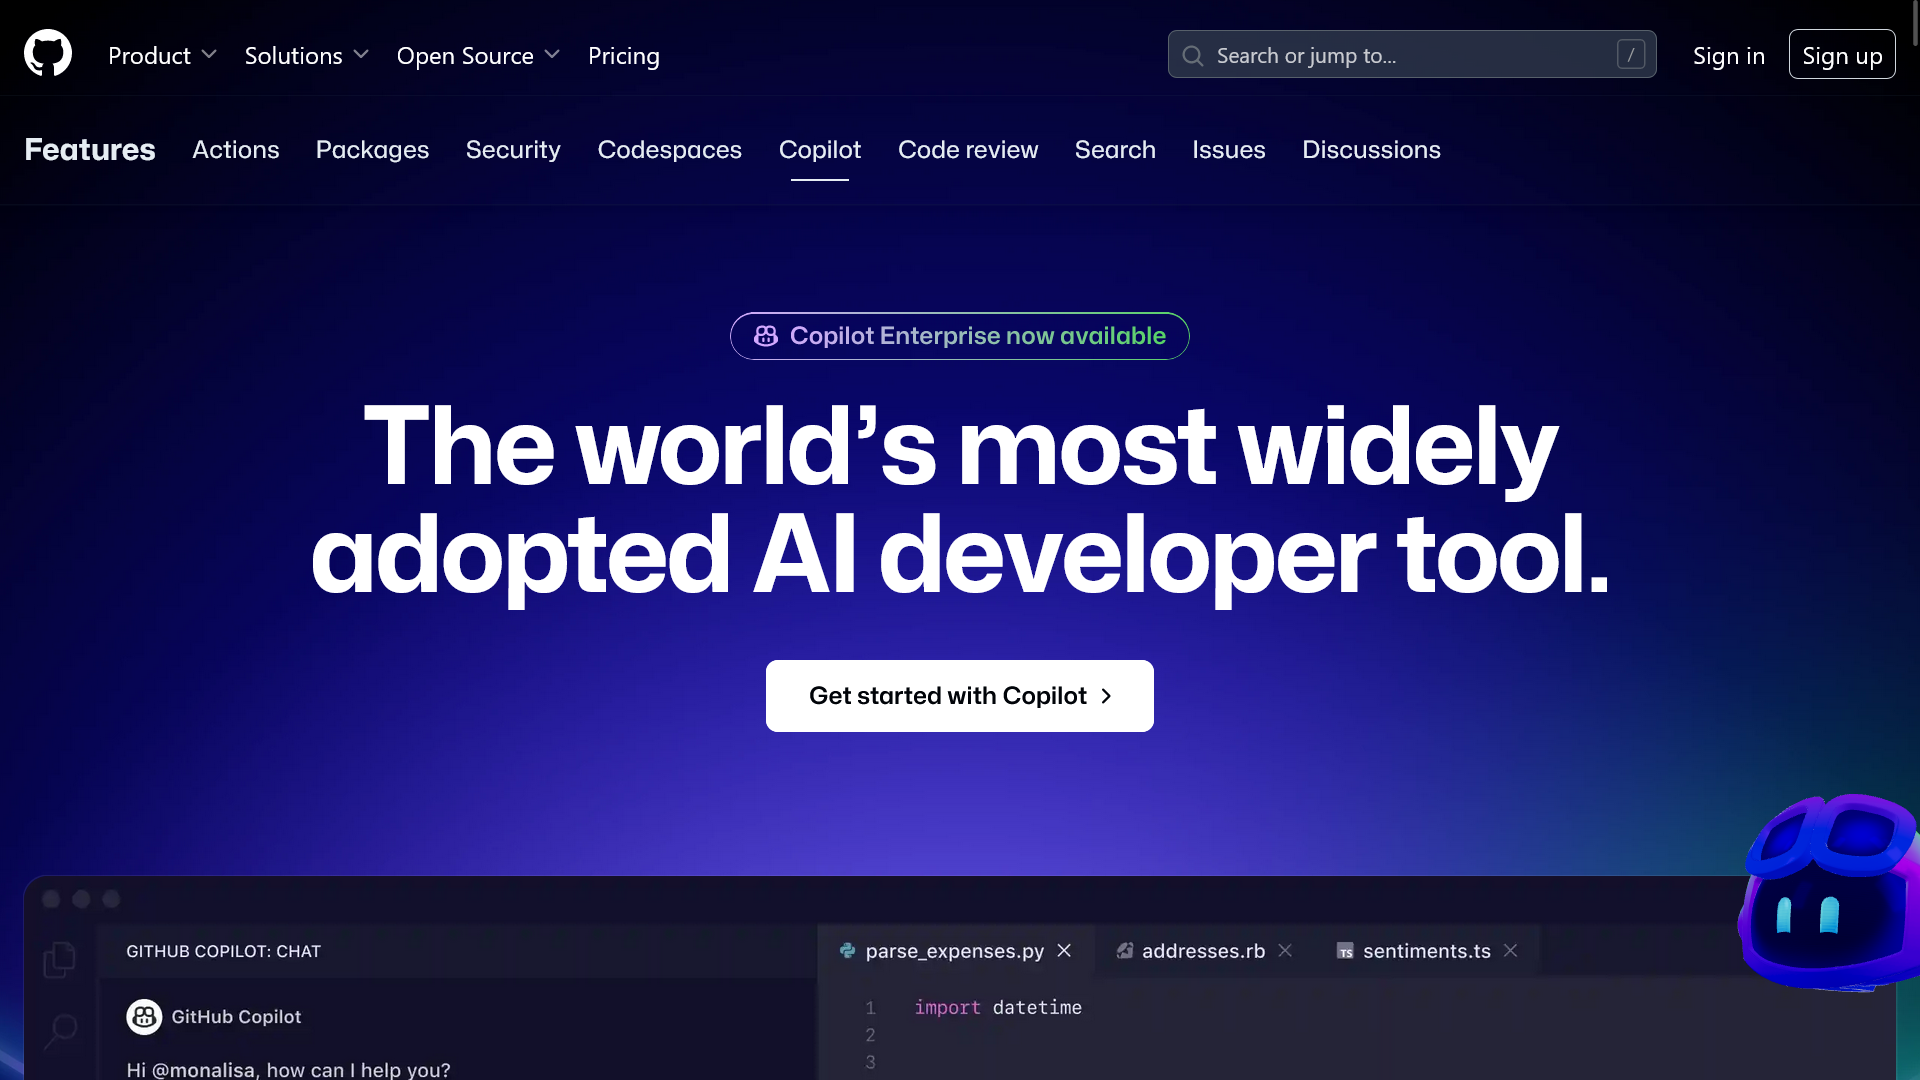 Product Solutions Open Source Pricing Search or jump to... / Sign in Sign up
Features Actions Packages Security Codespaces Copilot Code review Search Issues Discussions
Copilot Enterprise now available
The world’s most widely
adopted AI developer tool.
Get started with Copilot
GITHUB COPILOT: CHAT
GitHub Copilot
Hi @monalisa, how can I help you?
parse_expenses.py addresses.rb TS sentiments.ts
1 import datetime
2
3